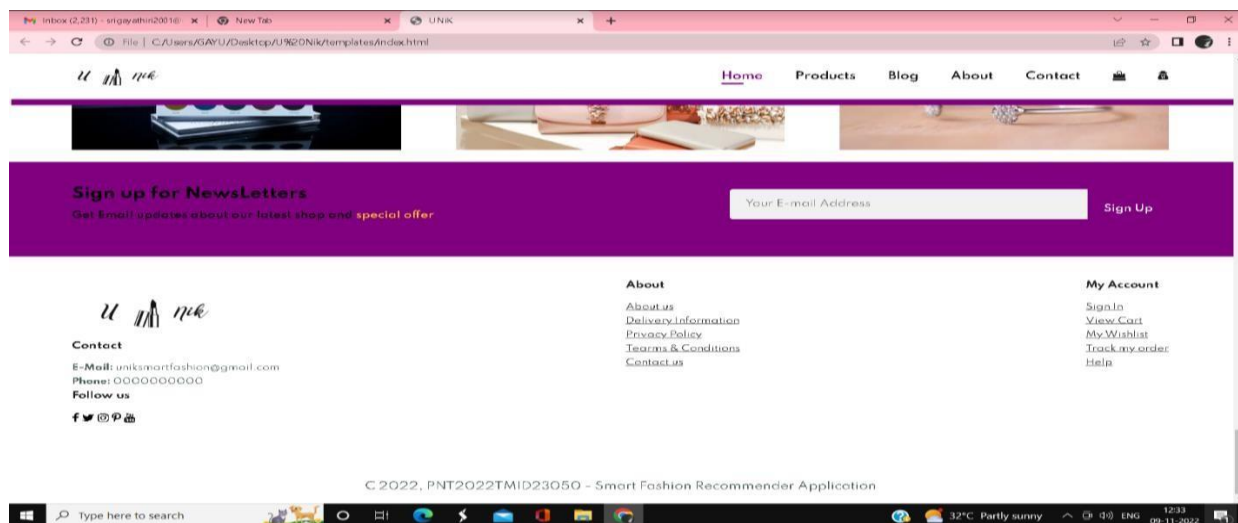 Inbox (2,231) - srigayathiri2001@
New Tab
UNIK
File | C:/Users/GAYU/Desktop/U%20Nik/templates/index.html
u nik
Home Products Blog About Contact
Sign up for NewsLetters
Get Email updates about our latest shop and special offer
Your E-mail Address
Sign Up
u nik
Contact
E-Mail: uniksmartfashion@gmail.com
Phone: 0000000000
Follow us
About
About us
Delivery Information
Privacy Policy
Tearms & Conditions
Contact us
My Account
Sign In
View Cart
My Wishlist
Track my order
Help
C 2022, PNT2022TMID23050 - Smart Fashion Recommender Application
Type here to search
32°C Partly sunny
ENG
12:33
09-11-2022